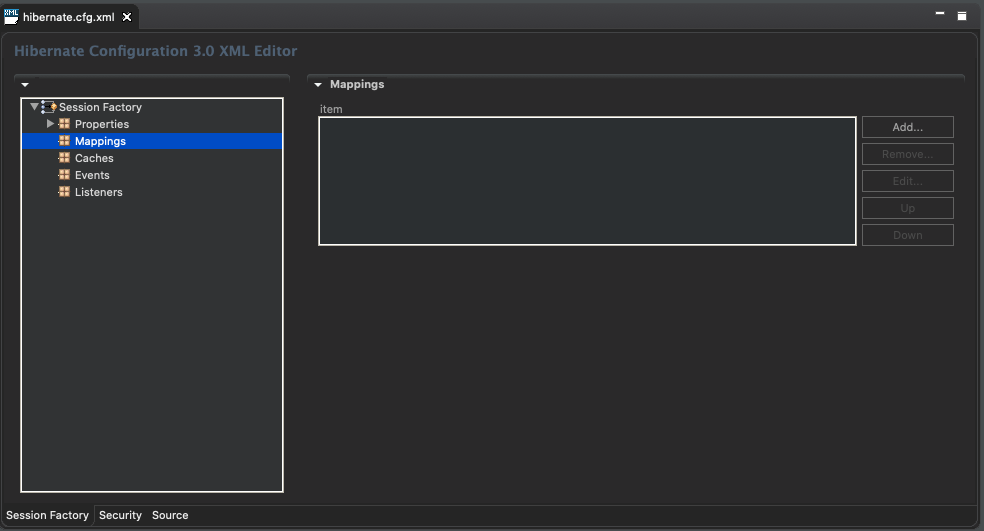 XML hibernate.cfg.xml
Hibernate Configuration 3.0 XML Editor
Session Factory
Properties
Mappings
Caches
Events
Listeners
Mappings
item
Add...
Remove...
Edit...
Up
Down
Session Factory Security Source